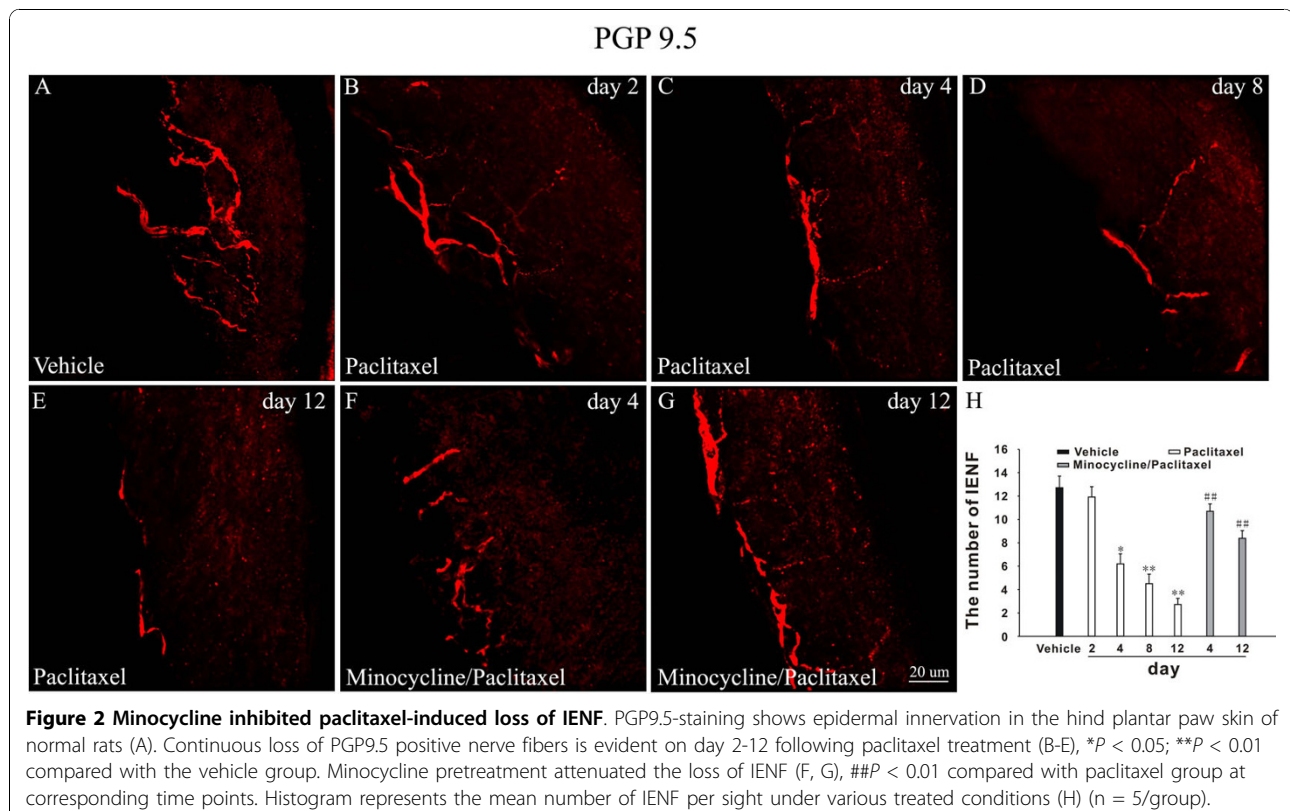 PGP 9.5
A
Vehicle
B
day 2
Paclitaxel
C
day 4
Paclitaxel
D
day 8
Paclitaxel
E
day 12
Paclitaxel
F
day 4
Minocycline/Paclitaxel
G
day 12
Minocycline/Paclitaxel
20 um
H
Vehicle Paclitaxel
Minocycline/Paclitaxel
The number of IENF
16
14
12
10
8
6
4
2
0
* ** ** ## ##
Vehicle 2 4 8 12 4 12
day
Figure 2 Minocycline inhibited paclitaxel-induced loss of IENF. PGP9.5-staining shows epidermal innervation in the hind plantar paw skin of
normal rats (A). Continuous loss of PGP9.5 positive nerve fibers is evident on day 2-12 following paclitaxel treatment (B-E), *P < 0.05; **P < 0.01
compared with the vehicle group. Minocycline pretreatment attenuated the loss of IENF (F, G), ##P < 0.01 compared with paclitaxel group at
corresponding time points. Histogram represents the mean number of IENF per sight under various treated conditions (H) (n = 5/group).